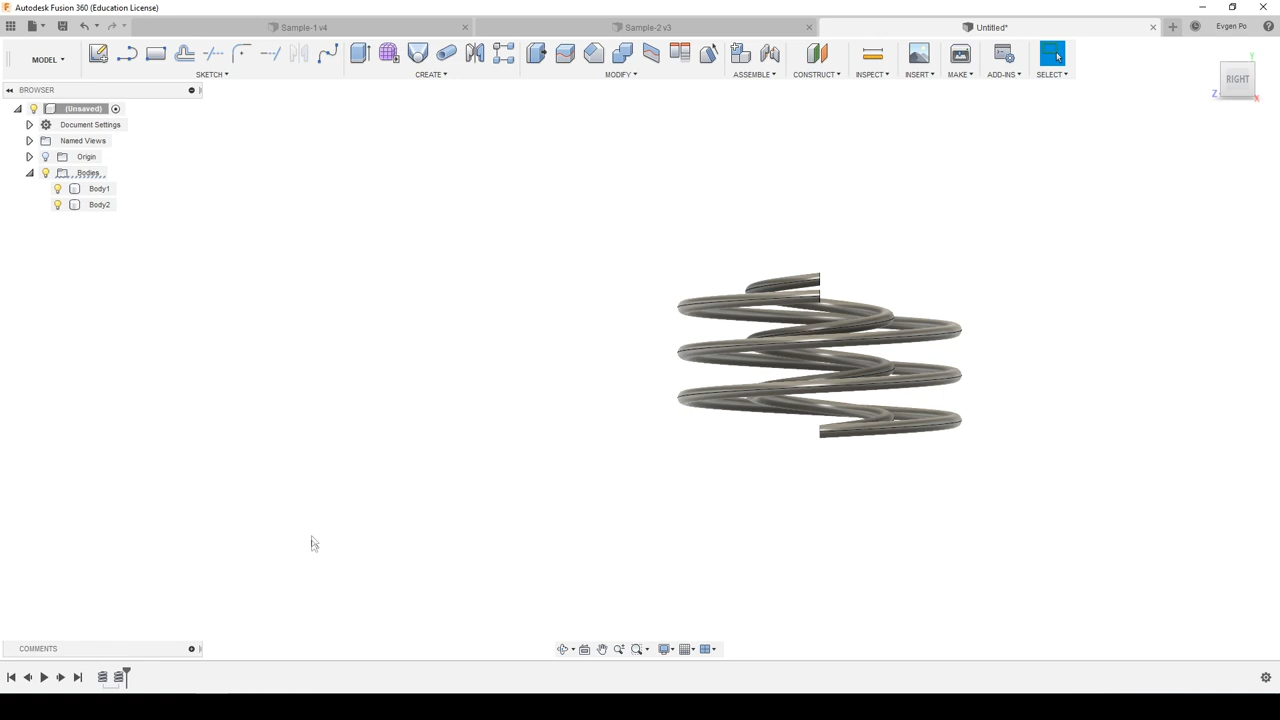 Autodesk Fusion 360 (Education License)
Sample-1 v4
Sample-2 v3
Untitled*
Evgen Po
MODEL
SKETCH
CREATE
MODIFY
ASSEMBLE
CONSTRUCT
INSPECT
INSERT
MAKE
ADD-INS
SELECT
BROWSER
(Unsaved)
Document Settings
Named Views
Origin
Bodies
Body1
Body2
Y
RIGHT
Z
X
COMMENTS